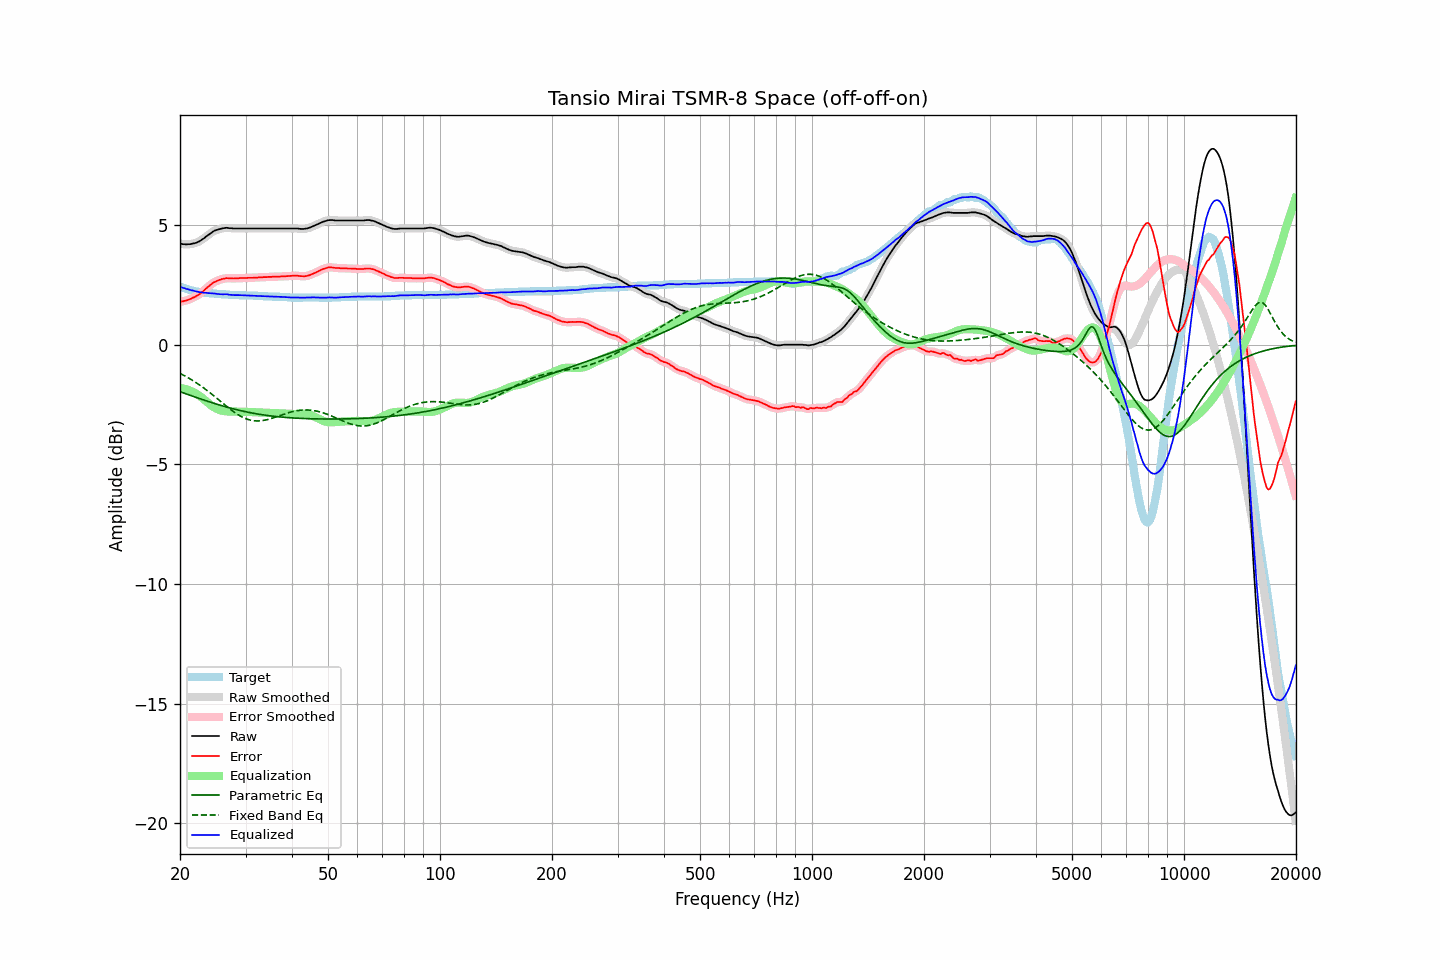 Tansio Mirai TSMR-8 Space (off-off-on)
Amplitude (dBr)
5
0
−5
−10
−15
−20
Target
Raw Smoothed
Error Smoothed
Raw
Error
Equalization
Parametric Eq
Fixed Band Eq
Equalized
20 50 100 200 500 1000 2000 5000 10000 20000
Frequency (Hz)